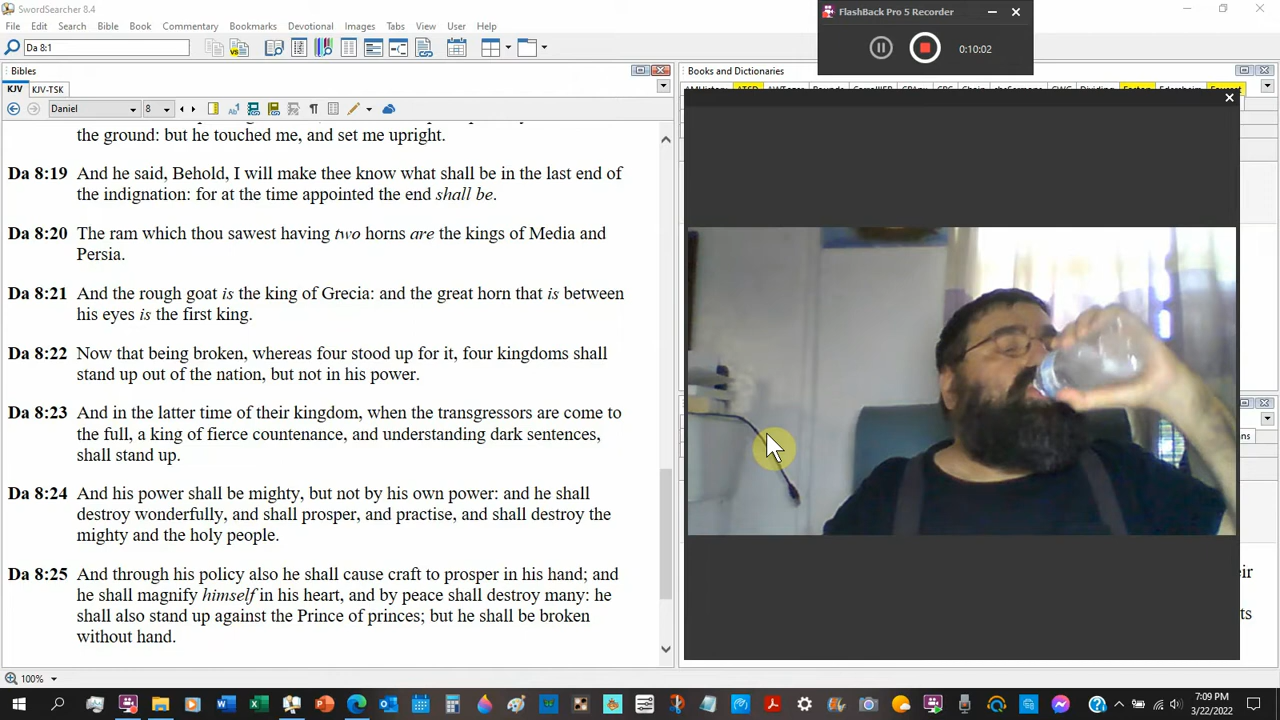 SwordSearcher 8.4
FlashBack Pro 5 Recorder
File Edit Search Bible Book Commentary Bookmarks Devotional Images Tabs View User Help
0:10:02
Da 8:1
Bibles
Books and Dictionaries
KJV KJV-TSK
Daniel 8
the ground: but he touched me, and set me upright.
Da 8:19 And he said, Behold, I will make thee know what shall be in the last end of
the indignation: for at the time appointed the end shall be.
Da 8:20 The ram which thou sawest having two horns are the kings of Media and
Persia.
Da 8:21 And the rough goat is the king of Grecia: and the great horn that is between
his eyes is the first king.
Da 8:22 Now that being broken, whereas four stood up for it, four kingdoms shall
stand up out of the nation, but not in his power.
Da 8:23 And in the latter time of their kingdom, when the transgressors are come to
the full, a king of fierce countenance, and understanding dark sentences,
shall stand up.
Da 8:24 And his power shall be mighty, but not by his own power: and he shall
destroy wonderfully, and shall prosper, and practise, and shall destroy the
mighty and the holy people.
Da 8:25 And through his policy also he shall cause craft to prosper in his hand; and
he shall magnify himself in his heart, and by peace shall destroy many: he
shall also stand up against the Prince of princes; but he shall be broken
without hand.
100%
7:09 PM
3/22/2022